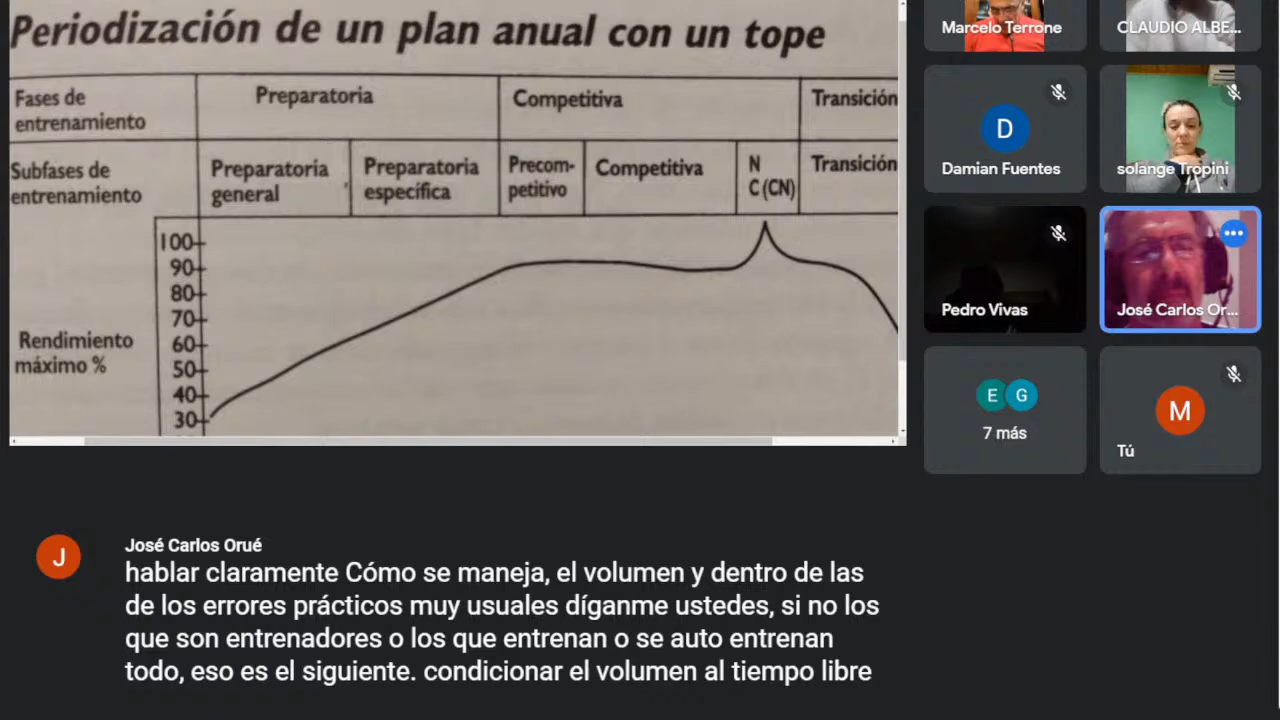 Periodización de un plan anual con un tope
Fases de entrenamiento
Preparatoria
Competitiva
Transición
Subfases de entrenamiento
Preparatoria general
Preparatoria específica
Precom-
petitivo
Competitiva
N
C (CN)
Transición
100
90
80
70
60
50
40
30
Rendimiento
máximo %
Marcelo Terrone
CLAUDIO ALBE...
D
Damian Fuentes
solange Tropini
Pedro Vivas
José Carlos Or...
E G
7 más
M
Tú
J
José Carlos Orué
hablar claramente Cómo se maneja, el volumen y dentro de las
de los errores prácticos muy usuales díganme ustedes, si no los
que son entrenadores o los que entrenan o se auto entrenan
todo, eso es el siguiente. condicionar el volumen al tiempo libre